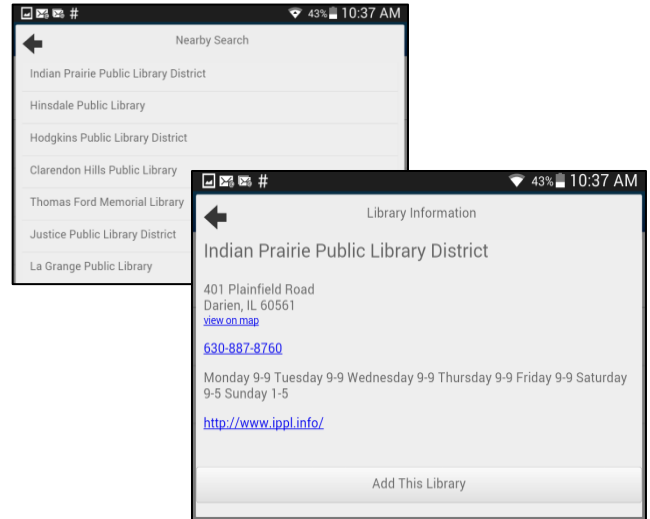 # 43% 10:37 AM
Nearby Search
Indian Prairie Public Library District
Hinsdale Public Library
Hodgkins Public Library District
Clarendon Hills Public Library
Thomas Ford Memorial Library
Justice Public Library District
La Grange Public Library
# 43% 10:37 AM
Library Information
Indian Prairie Public Library District
401 Plainfield Road
Darien, IL 60561
view on map
630-887-8760
Monday 9-9 Tuesday 9-9 Wednesday 9-9 Thursday 9-9 Friday 9-9 Saturday
9-5 Sunday 1-5
http://www.ippl.info/
Add This Library